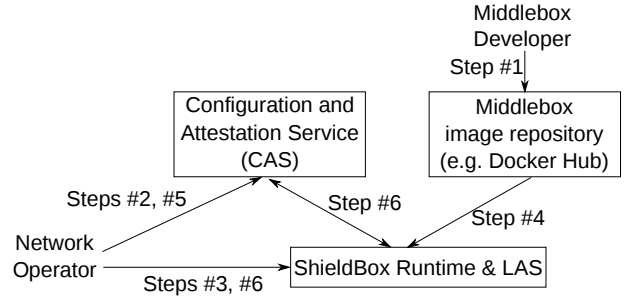 Middlebox
Developer
Step #1
Configuration and
Attestation Service
(CAS)
Middlebox
image repository
(e.g. Docker Hub)
Steps #2, #5
Step #6
Step #4
Network
Operator
ShieldBox Runtime & LAS
Steps #3, #6